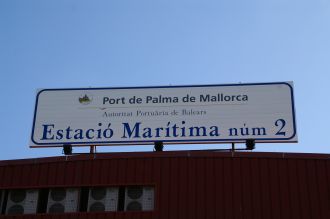 Port de Palma de Mallorca
Autoritat Portuària de Balears
Estació Marítima núm 2